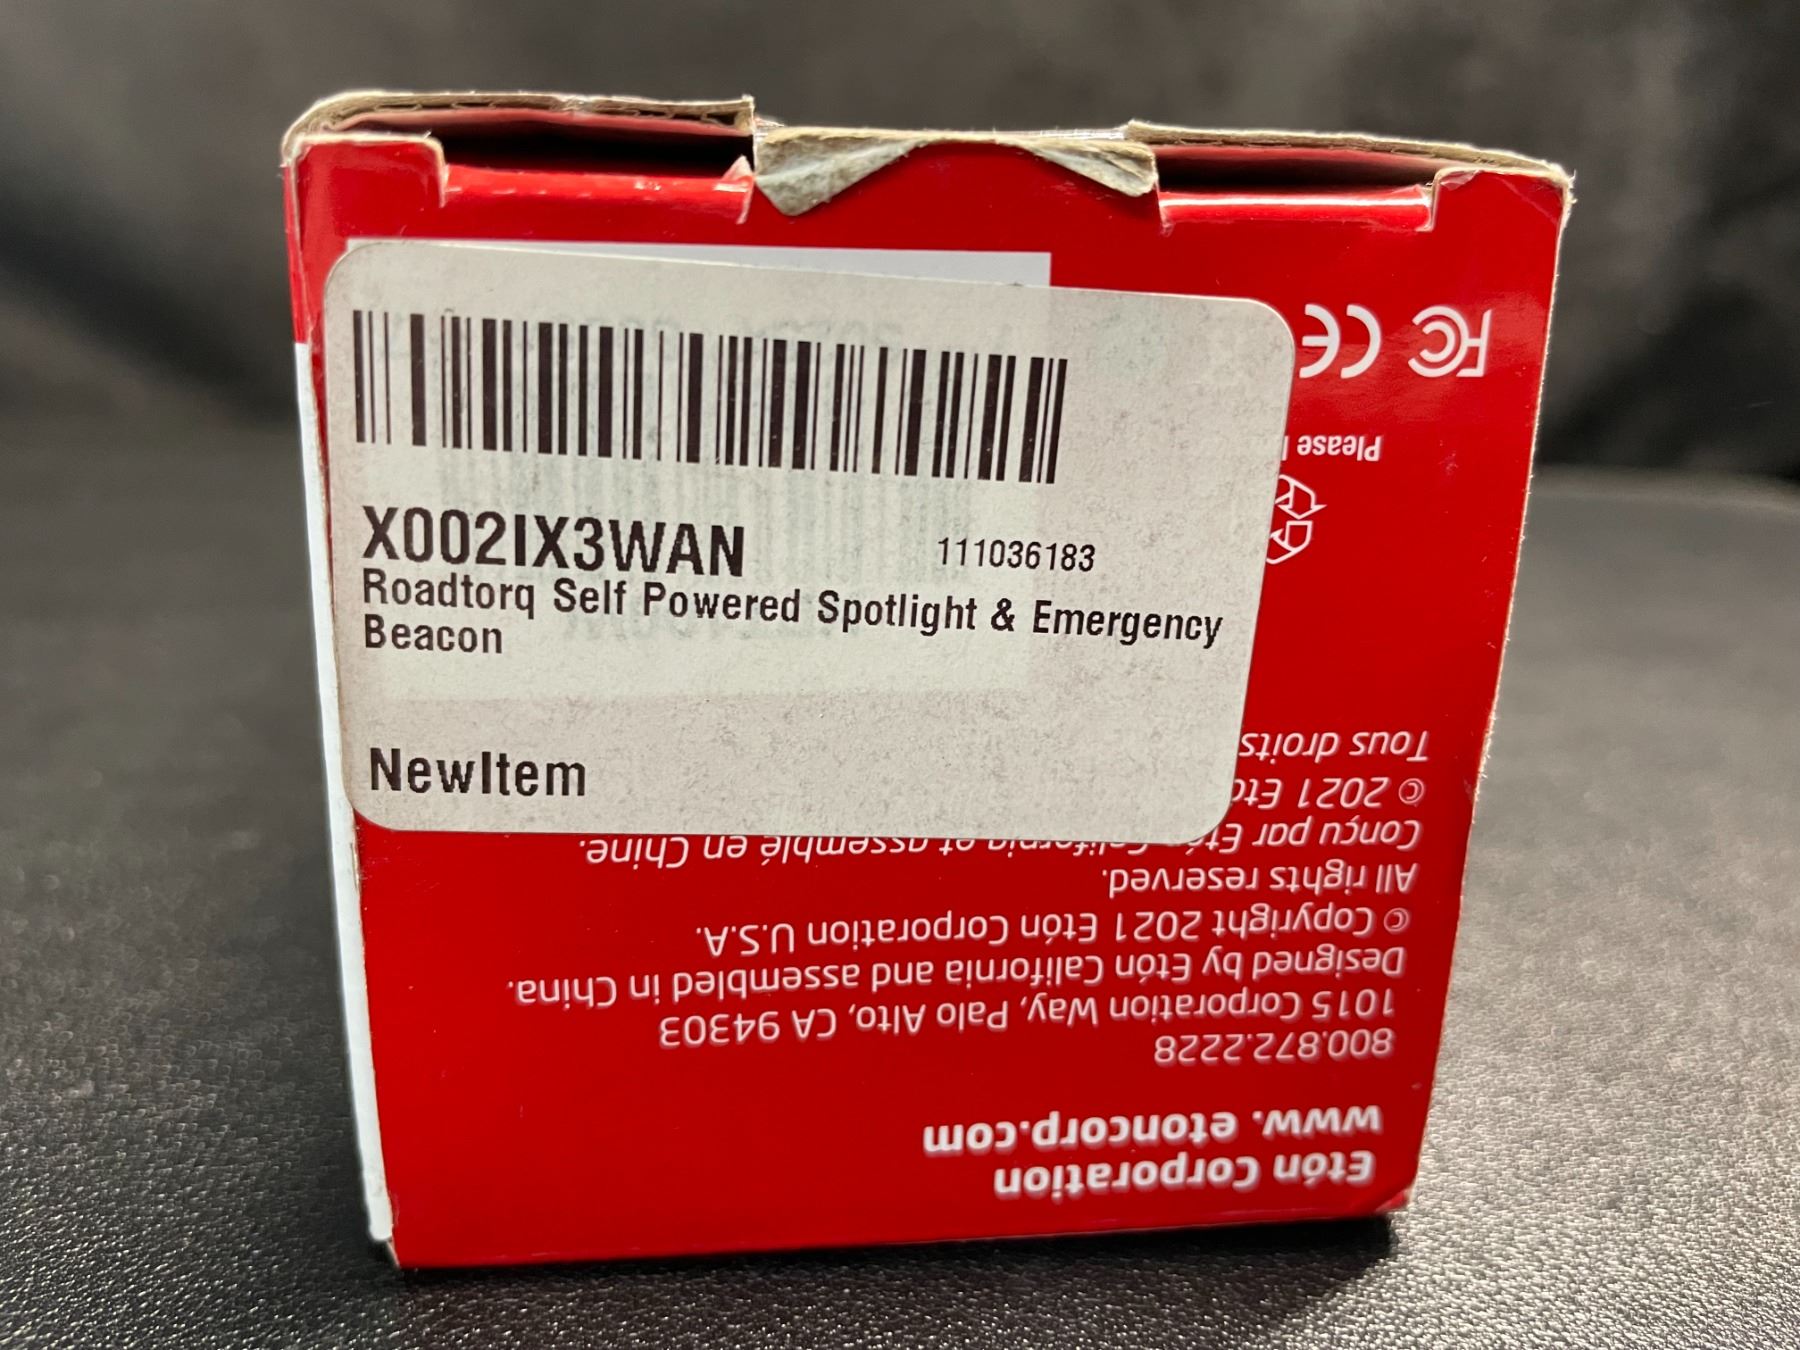 X002IX3WAN
111036183
Roadtorq Self Powered Spotlight & Emergency
Beacon
NewItem
Etón Corporation
www. etoncorp.com
800.872.2228
1015 Corporation Way, Palo Alto, CA 94303
Designed by Etón California and assembled in China.
© Copyright 2021 Etón Corporation U.S.A.
All rights reserved.
Conçu par Etón California et assemblé en Chine.
© 2021
Tous droits
Please
FC CE